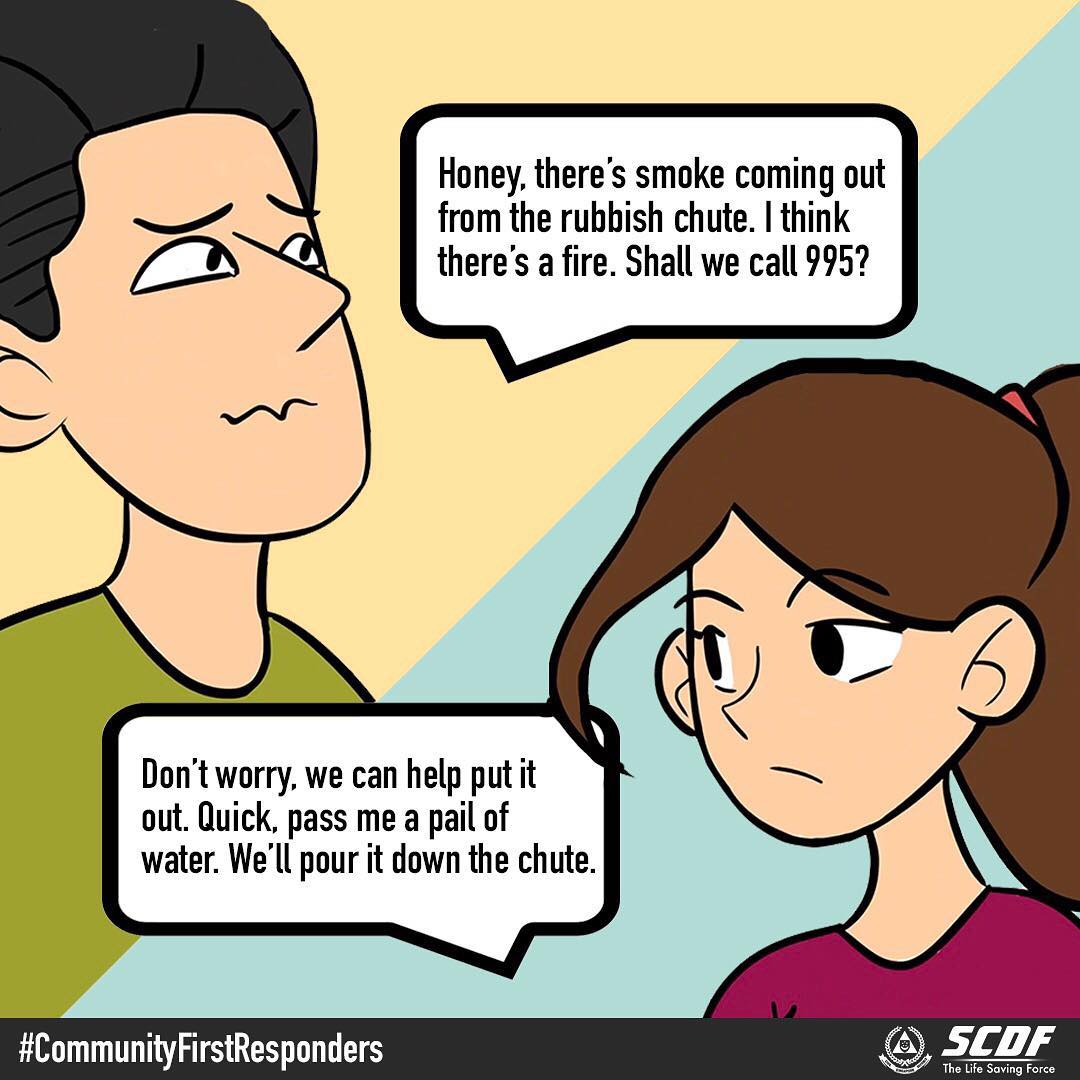 Honey, there's smoke coming out
from the rubbish chute. I think
there's a fire. Shall we call 995?
Don't worry, we can help put it
out. Quick, pass me a pail of
water. We'll pour it down the chute.
#CommunityFirstResponders
SCDF
The Life Saving Force